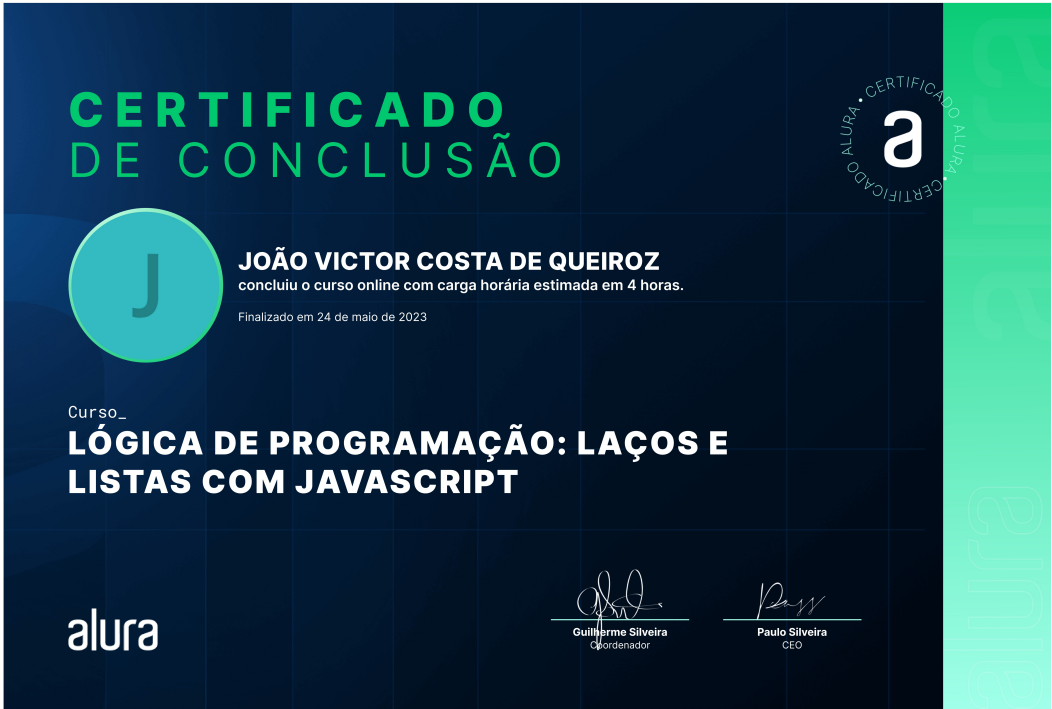 CERTIFICADO
DE CONCLUSÃO
CERTIFICADO ALURA • CERTIFICADO ALURA •
a
J
JOÃO VICTOR COSTA DE QUEIROZ
concluiu o curso online com carga horária estimada em 4 horas.
Finalizado em 24 de maio de 2023
Curso_
LÓGICA DE PROGRAMAÇÃO: LAÇOS E
LISTAS COM JAVASCRIPT
alura
Guilherme Silveira
Coordenador
Paulo Silveira
CEO
alura
alura